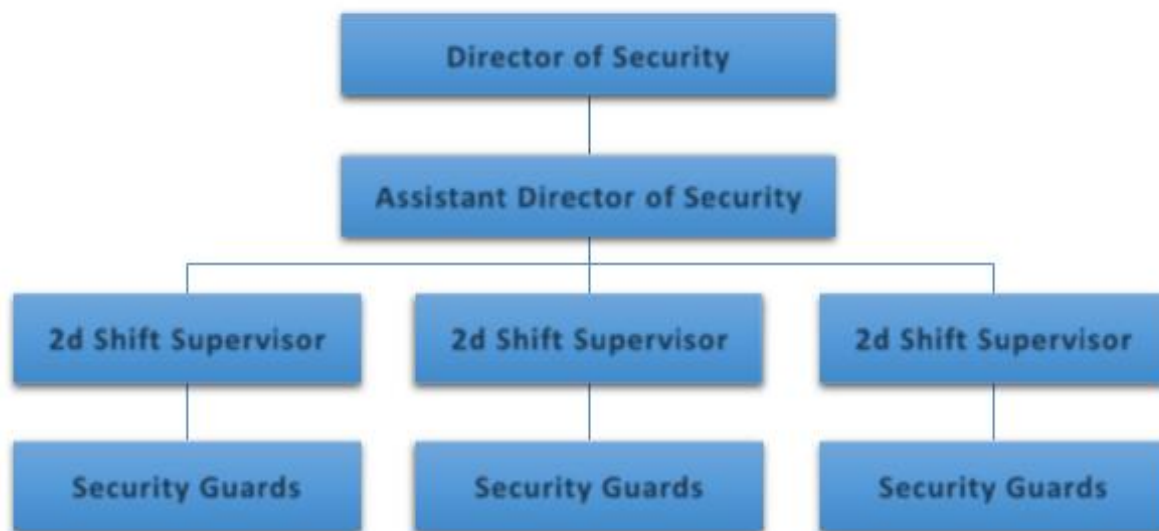 Director of Security
Assistant Director of Security
2d Shift Supervisor
2d Shift Supervisor
2d Shift Supervisor
Security Guards
Security Guards
Security Guards